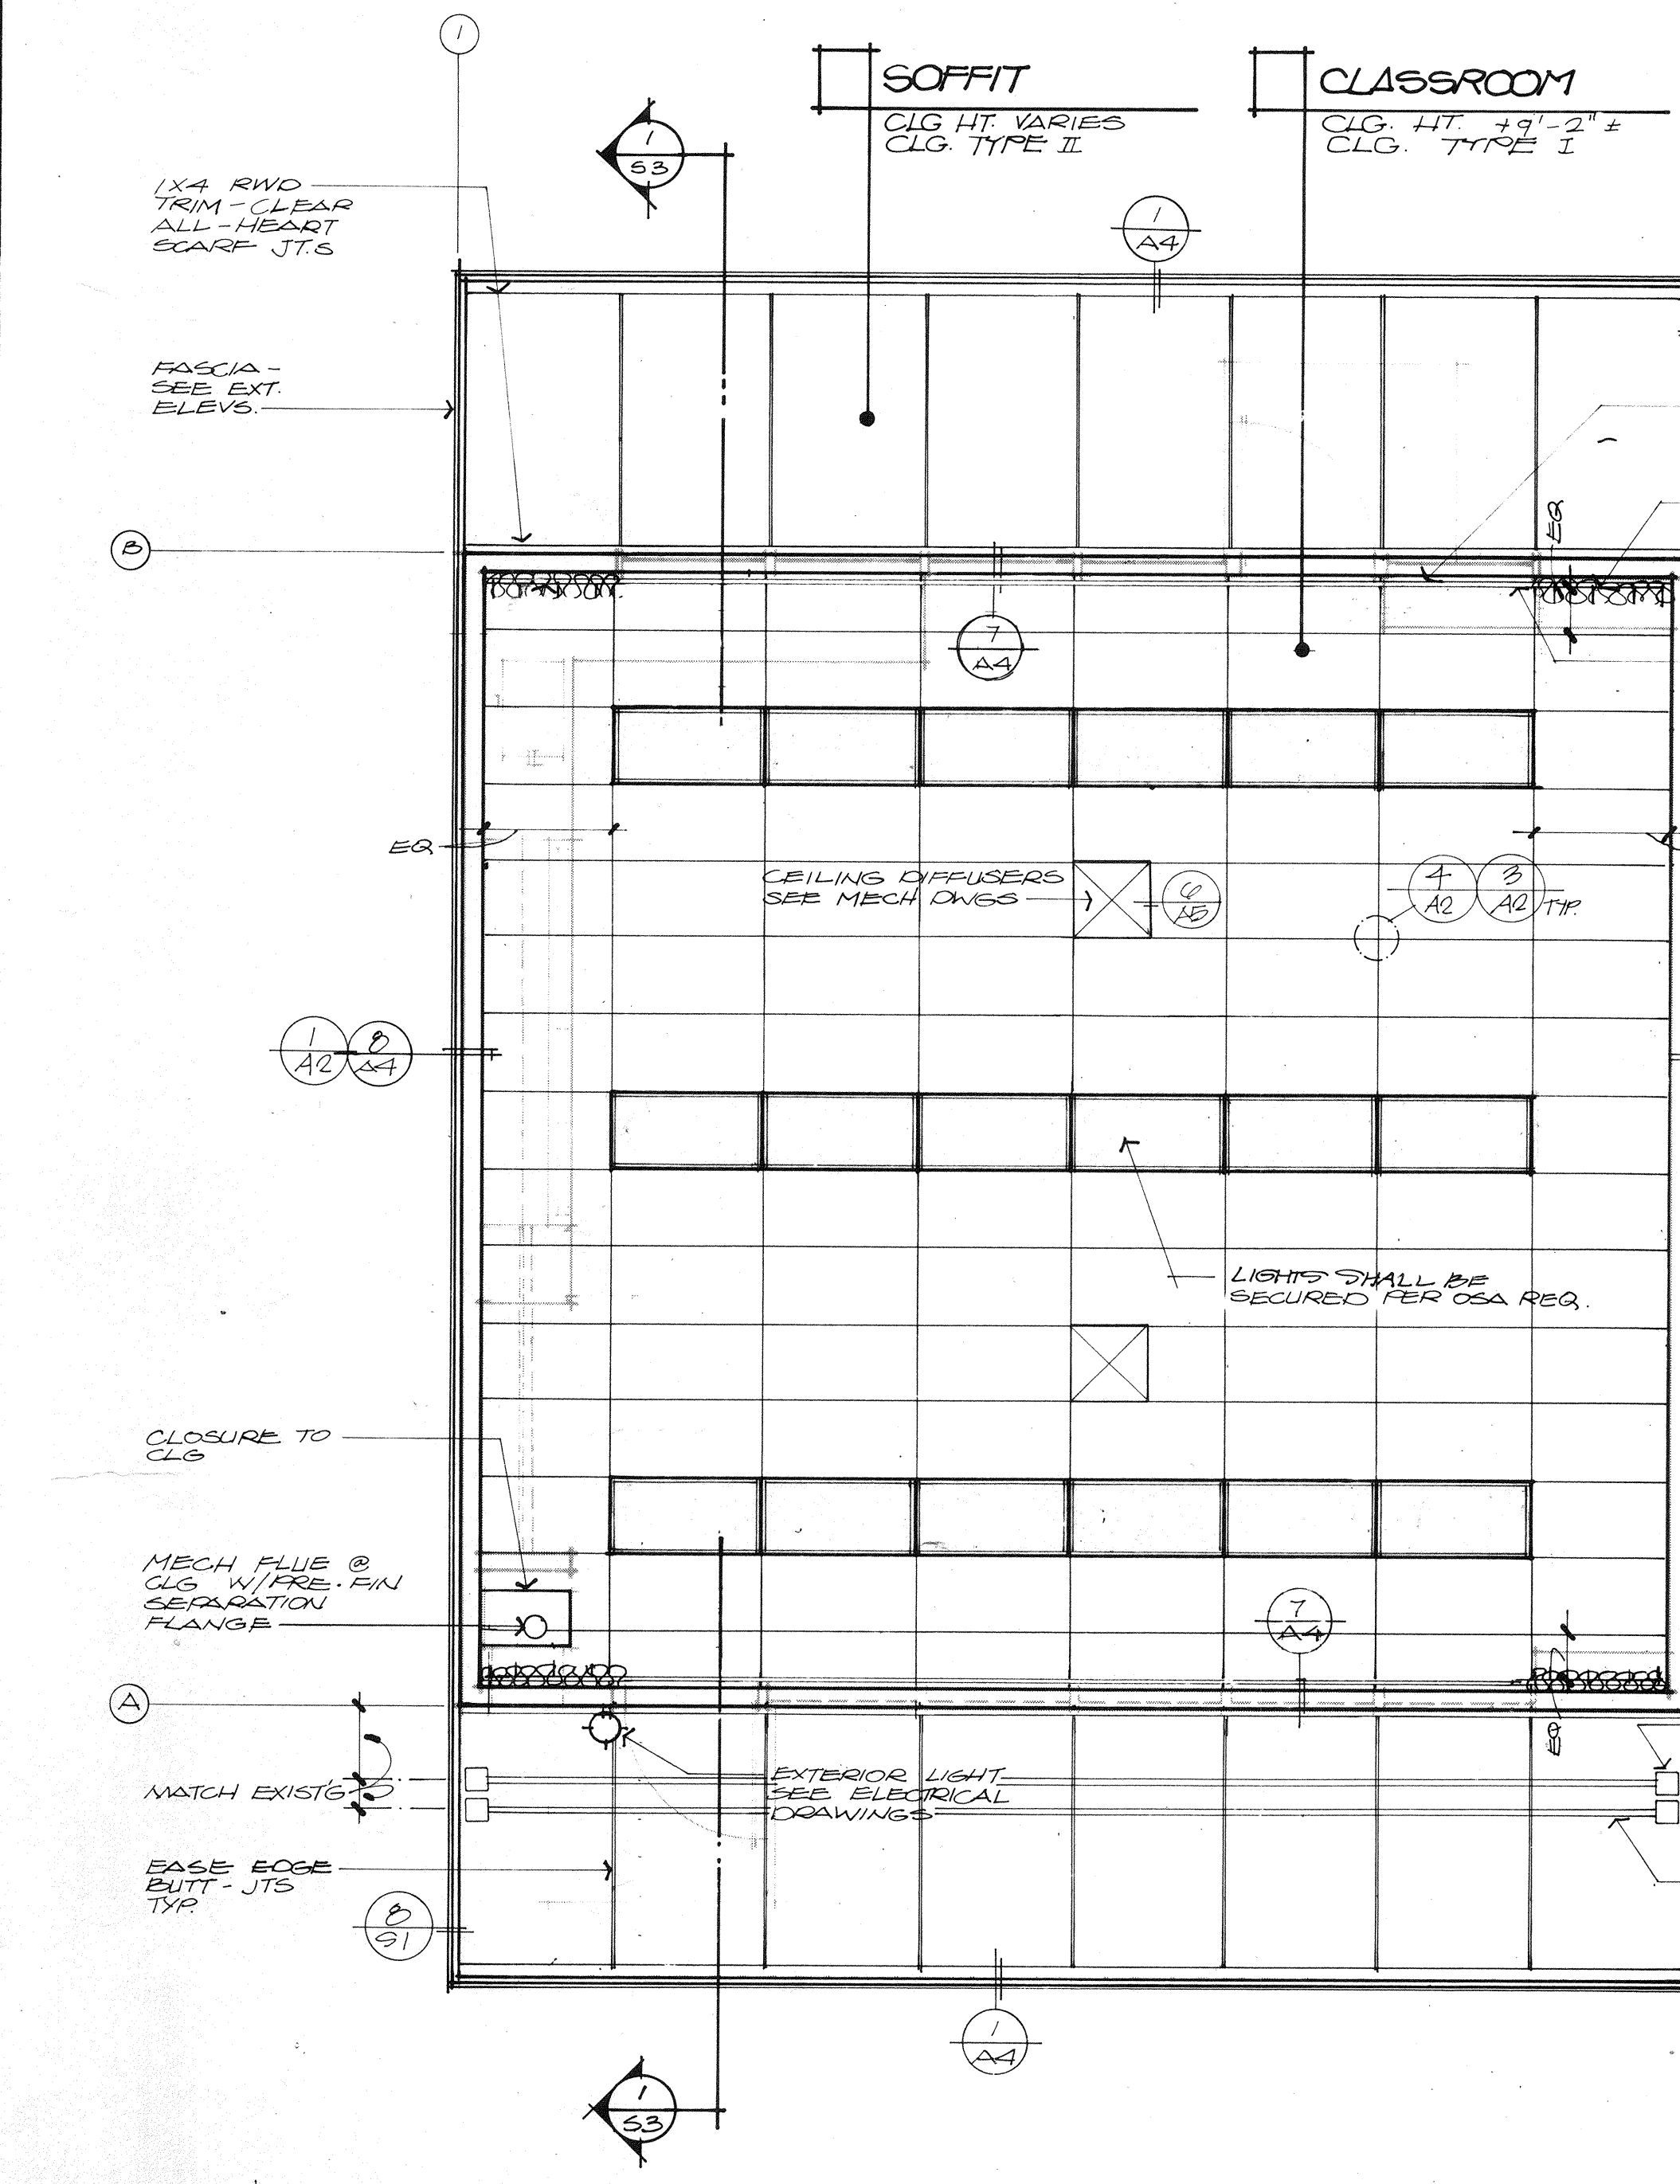 1
SOFFIT
CLG HT. VARIES
CLG. TYPE II
CLASSROOM
CLG. HT. +9'-2" ±
CLG. TYPE I
1
S3
1X4 RWD
TRIM-CLEAR
ALL-HEART
SCARF JT.S
1
A4
FASCIA -
SEE EXT.
ELEVS.
B
EQ
7
A4
EQ
CEILING DIFFUSERS
SEE MECH DWGS
6
A5
4
A2
3
A2
TYP.
1
A2
8
A4
LIGHTS SHALL BE
SECURED PER OSA REQ.
CLOSURE TO
CLG
MECH FLUE @
CLG W/PRE-FIN
SEPARATION
FLANGE
7
A4
A
EQ
MATCH EXIST'G
EXTERIOR LIGHT
SEE ELECTRICAL
DRAWINGS
EASE EDGE
BUTT-JTS
TYP.
8
S1
1
A4
1
S3